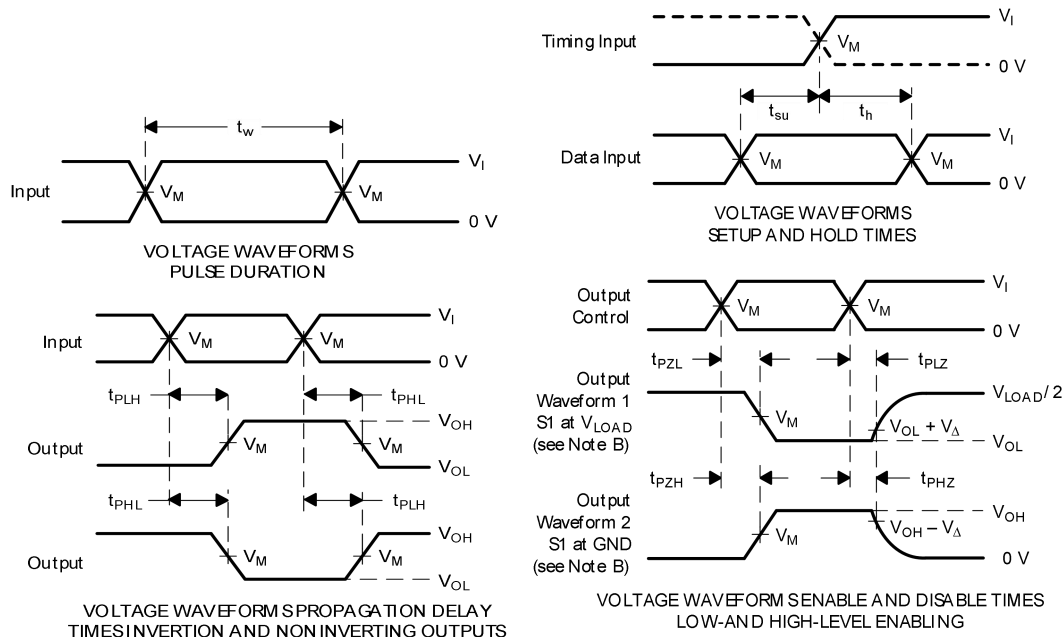 t_w
V_I
Input
V_M
0 V
VOLTAGE WAVEFORMS
PULSE DURATION
Timing Input
V_I
V_M
0 V
t_su
t_h
V_I
Data Input
V_M
V_M
0 V
VOLTAGE WAVEFORMS
SETUP AND HOLD TIMES
V_I
Input
V_M
V_M
0 V
t_PLH
t_PHL
V_OH
Output
V_M
V_M
V_OL
t_PHL
t_PLH
V_OH
Output
V_M
V_M
V_OL
VOLTAGE WAVEFORMS PROPAGATION DELAY
TIMES INVERTION AND NON INVERTING OUTPUTS
Output
Control
V_I
V_M
V_M
0 V
t_PZL
t_PLZ
Output
Waveform 1
S1 at V_LOAD
(see Note B)
V_LOAD/2
V_M
V_OL + V_Δ
V_OL
t_PZH
t_PHZ
Output
Waveform 2
S1 at GND
(see Note B)
V_OH
V_M
V_OH – V_Δ
0 V
VOLTAGE WAVEFORMS ENABLE AND DISABLE TIMES
LOW-AND HIGH-LEVEL ENABLING